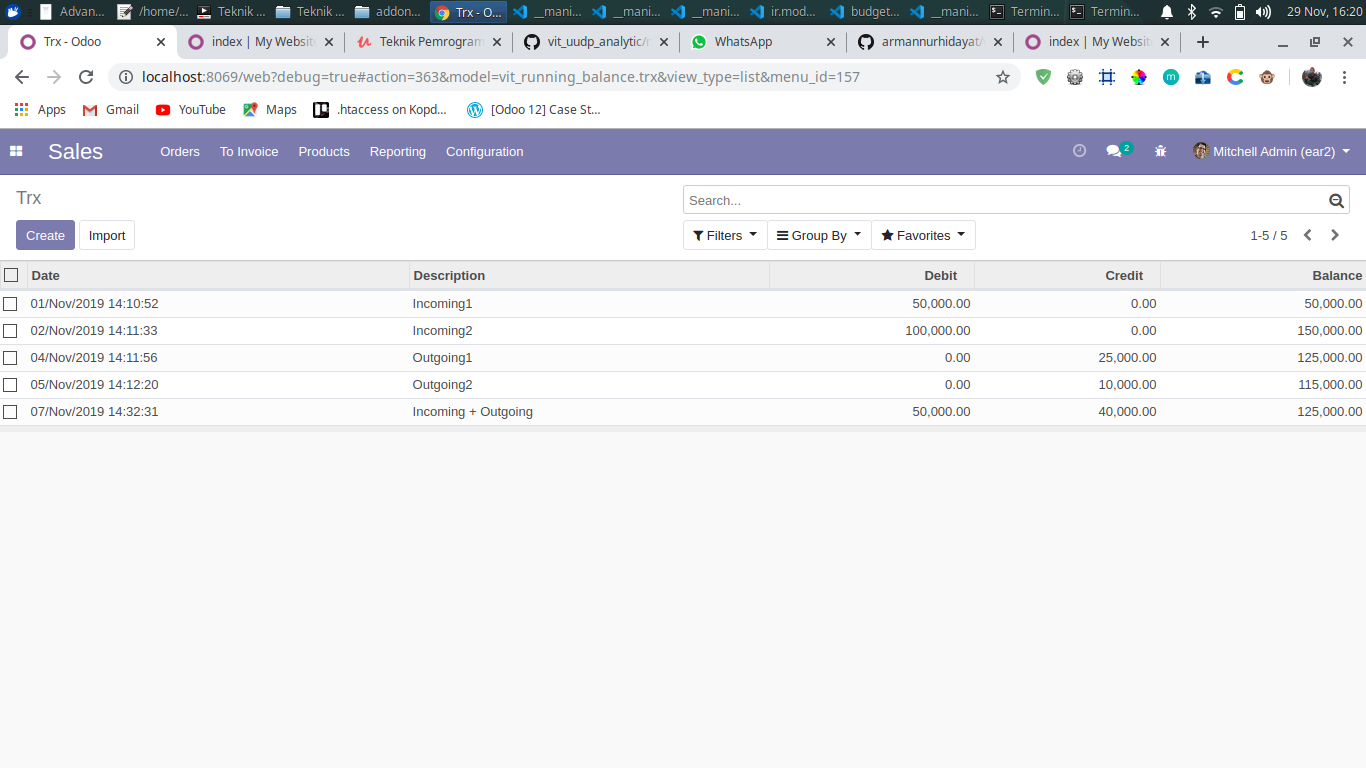 Advan... /home/... Teknik ... Teknik ... addon... Trx - O... __mani... __mani... __mani... ir.mod... budget... __mani... Termin... Termin... 29 Nov, 16:20
Trx - Odoo index | My Websit Teknik Pemrogram vit_uudp_analytic/r WhatsApp armannurhidayat/ index | My Websit
localhost:8069/web?debug=true#action=363&model=vit_running_balance.trx&view_type=list&menu_id=157
Apps Gmail YouTube Maps .htaccess on Kopd... [Odoo 12] Case St...
Sales Orders To Invoice Products Reporting Configuration 2 Mitchell Admin (ear2)
Trx Search...
Create Import Filters Group By Favorites 1-5 / 5
Date Description Debit Credit Balance
01/Nov/2019 14:10:52 Incoming1 50,000.00 0.00 50,000.00
02/Nov/2019 14:11:33 Incoming2 100,000.00 0.00 150,000.00
04/Nov/2019 14:11:56 Outgoing1 0.00 25,000.00 125,000.00
05/Nov/2019 14:12:20 Outgoing2 0.00 10,000.00 115,000.00
07/Nov/2019 14:32:31 Incoming + Outgoing 50,000.00 40,000.00 125,000.00